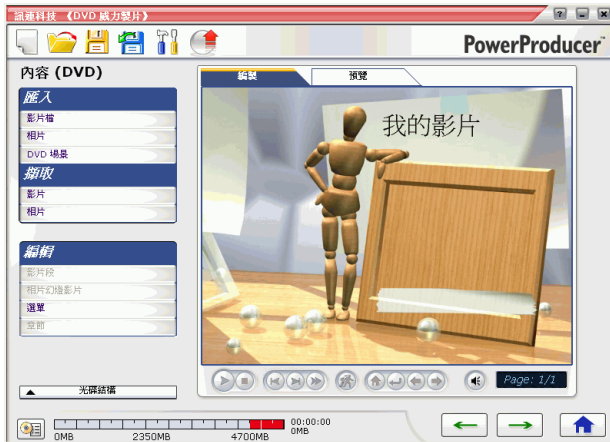 訊連科技 《DVD 威力製片》
PowerProducer™
內容 (DVD)
匯入
影片檔
相片
DVD 場景
擷取
影片
相片
編輯
影片段
相片幻燈影片
選單
章節
光碟結構
編製
預覽
我的影片
Page: 1/1
00:00:00
0MB
0MB
2350MB
4700MB